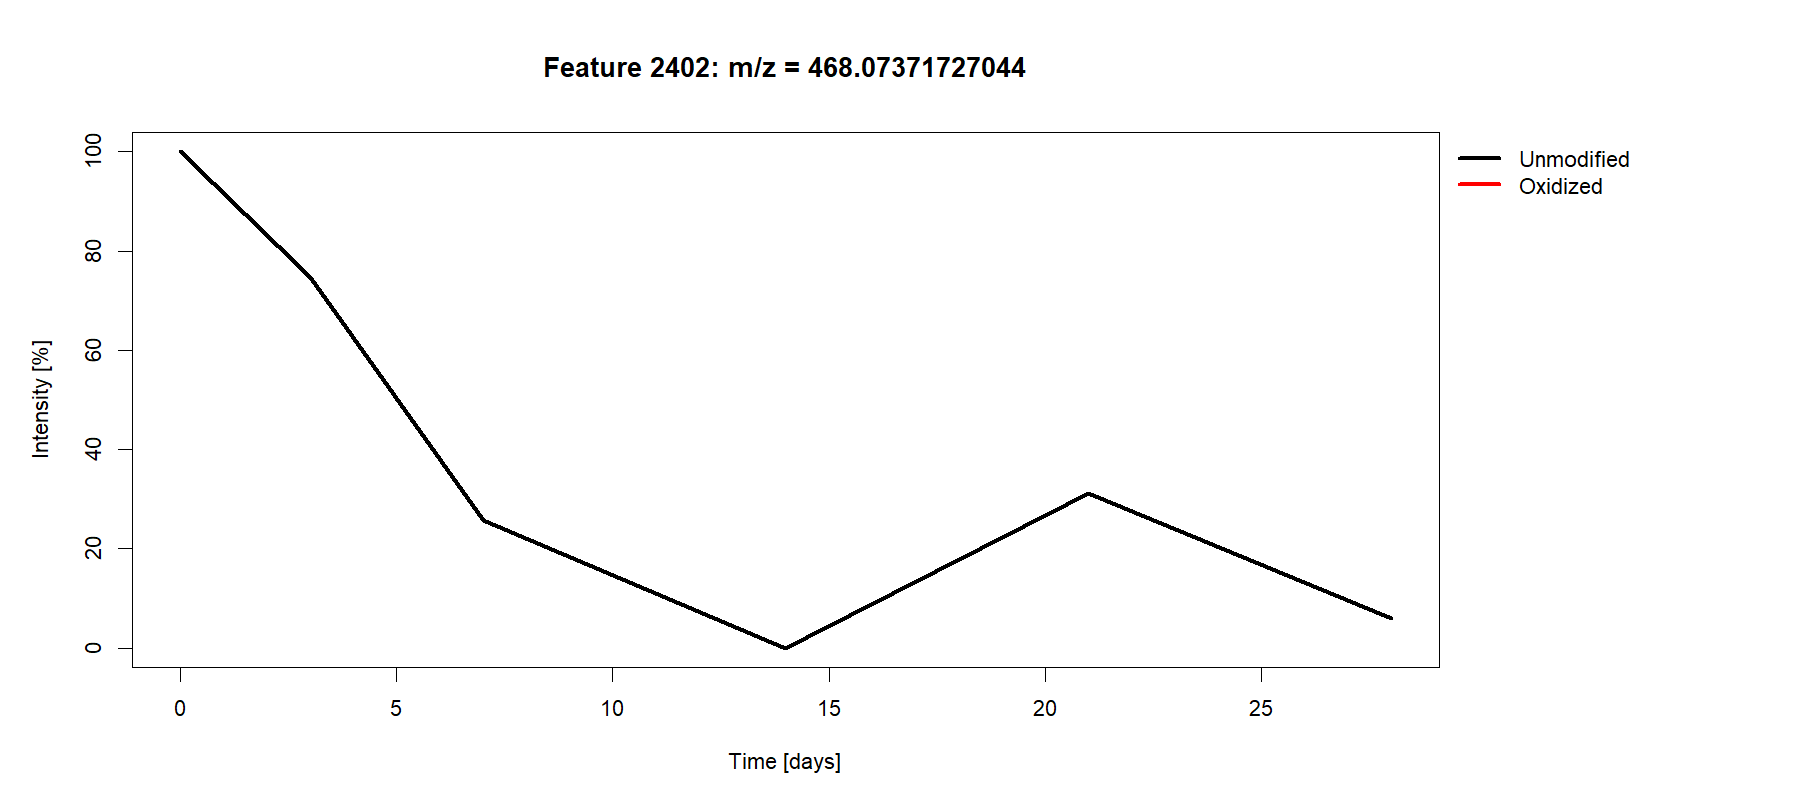 Feature 2402: m/z = 468.07371727044
Unmodified
Oxidized
Intensity [%]
100
80
60
40
20
0
0 5 10 15 20 25
Time [days]